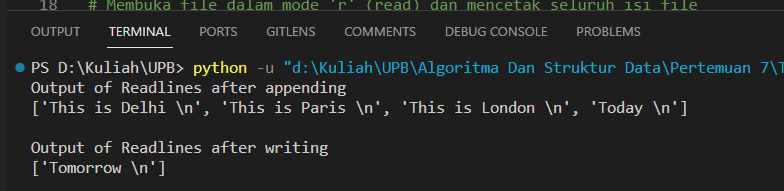 18 # Membuka file dalam mode 'r' (read) dan mencetak seluruh isi file
OUTPUT TERMINAL PORTS GITLENS COMMENTS DEBUG CONSOLE PROBLEMS
PS D:\Kuliah\UPB> python -u "d:\Kuliah\UPB\Algoritma Dan Struktur Data\Pertemuan 7\T
Output of Readlines after appending
['This is Delhi \n', 'This is Paris \n', 'This is London \n', 'Today \n']
Output of Readlines after writing
['Tomorrow \n']